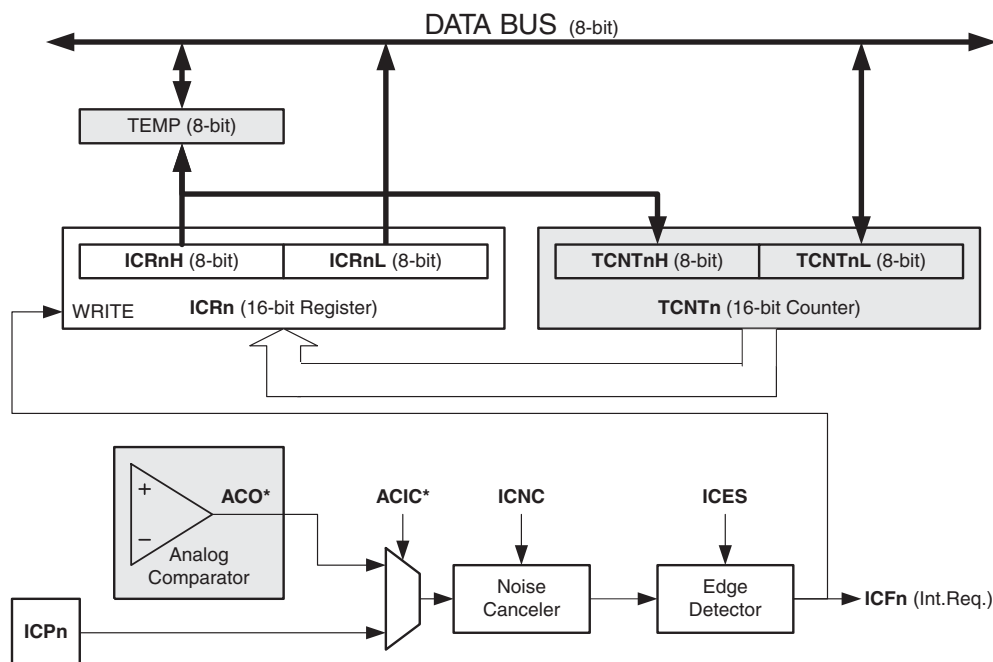 DATA BUS (8-bit)
TEMP (8-bit)
ICRnH (8-bit)
ICRnL (8-bit)
TCNTnH (8-bit)
TCNTnL (8-bit)
WRITE
ICRn (16-bit Register)
TCNTn (16-bit Counter)
+
−
ACO*
Analog
Comparator
ACIC*
ICNC
ICES
Noise
Canceler
Edge
Detector
ICFn (Int.Req.)
ICPn